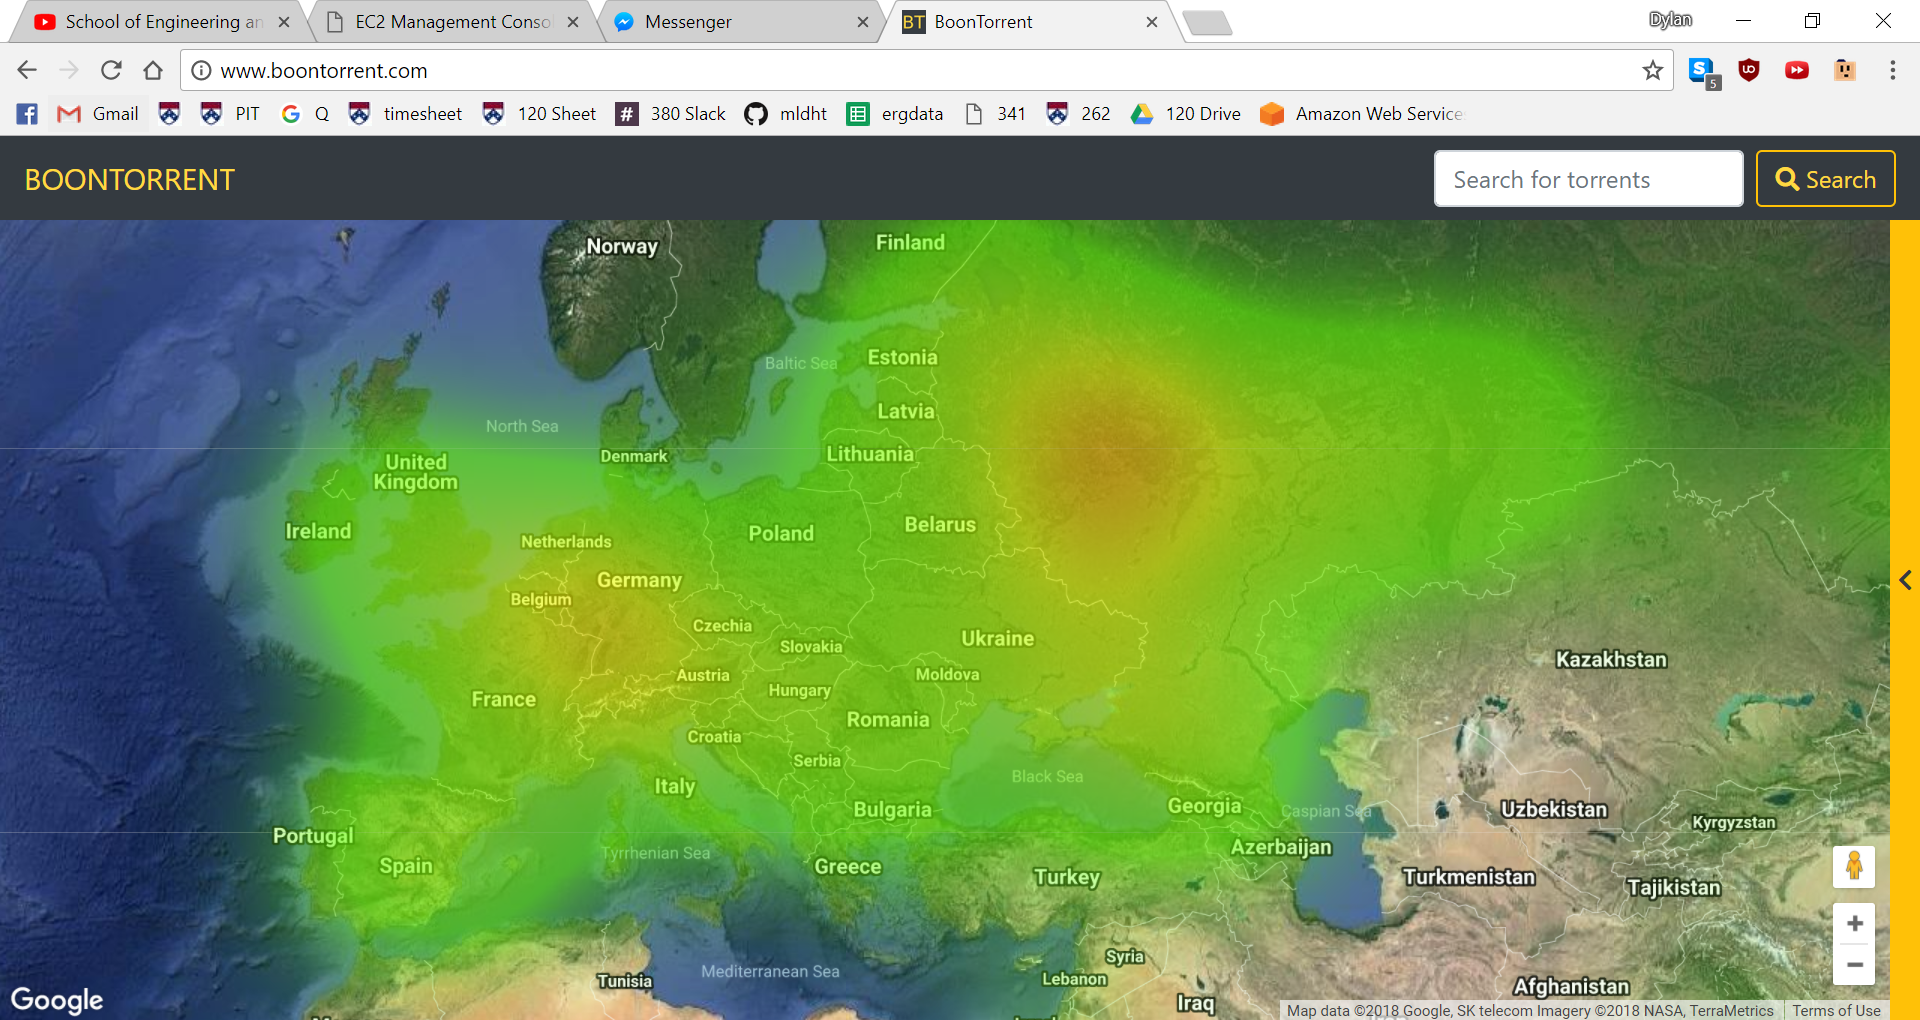 School of Engineering an
EC2 Management Conso
Messenger
BT BoonTorrent
Dylan
www.boontorrent.com
S 5
Gmail
PIT
G Q
timesheet
120 Sheet
# 380 Slack
mldht
ergdata
341
262
120 Drive
Amazon Web Service
BOONTORRENT
Search for torrents
Search
Norway
Finland
Estonia
Baltic Sea
Latvia
North Sea
Lithuania
Denmark
United
Kingdom
Ireland
Belarus
Poland
Netherlands
Germany
Belgium
Czechia
Ukraine
Slovakia
Kazakhstan
Austria
Moldova
Hungary
France
Romania
Croatia
Serbia
Black Sea
Italy
Georgia
Bulgaria
Caspian Sea
Uzbekistan
Kyrgyzstan
Portugal
Azerbaijan
Tyrrhenian Sea
Spain
Greece
Turkey
Turkmenistan
Tajikistan
Syria
Mediterranean Sea
Tunisia
Lebanon
Afghanistan
Iraq
Google
Map data ©2018 Google, SK telecom Imagery ©2018 NASA, TerraMetrics
Terms of Use